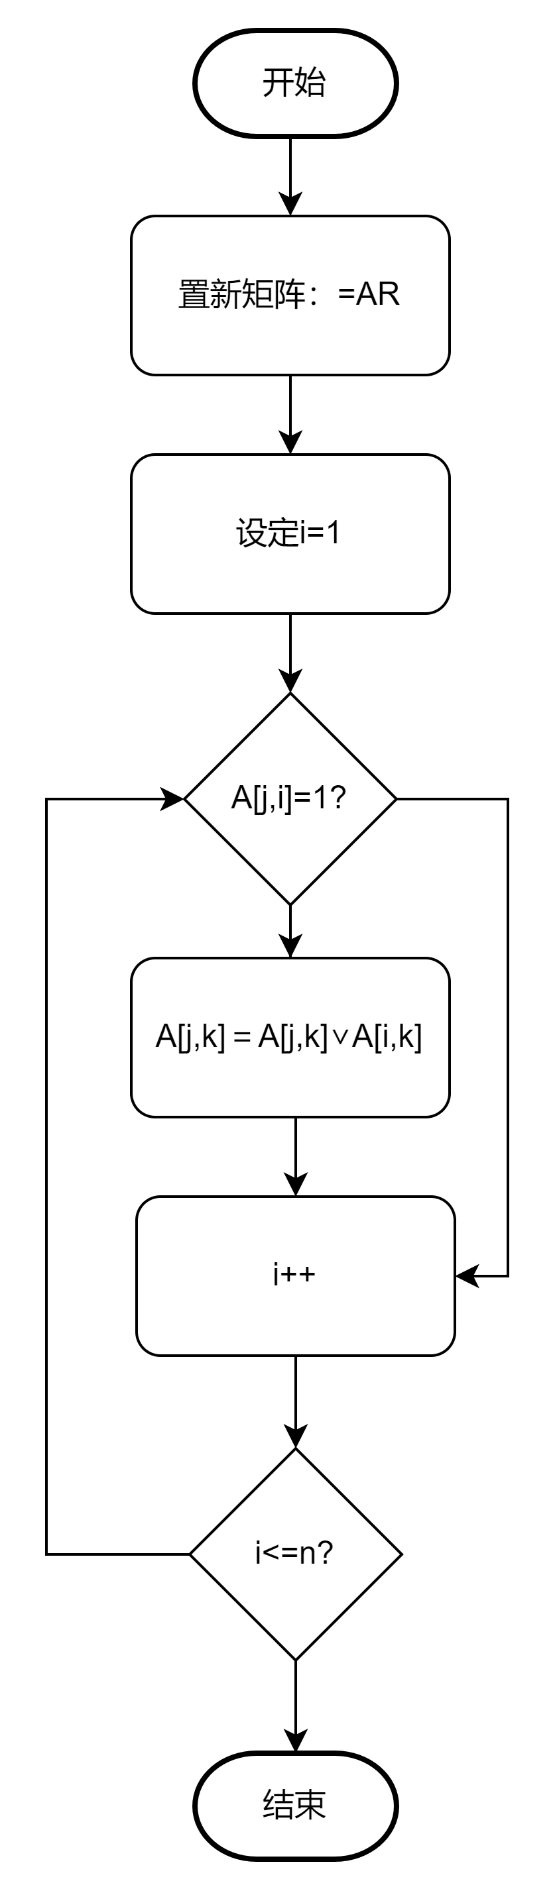 开始
置新矩阵：=AR
设定i=1
A[j,i]=1?
A[j,k] = A[j,k]∨A[i,k]
i++
i<=n?
结束